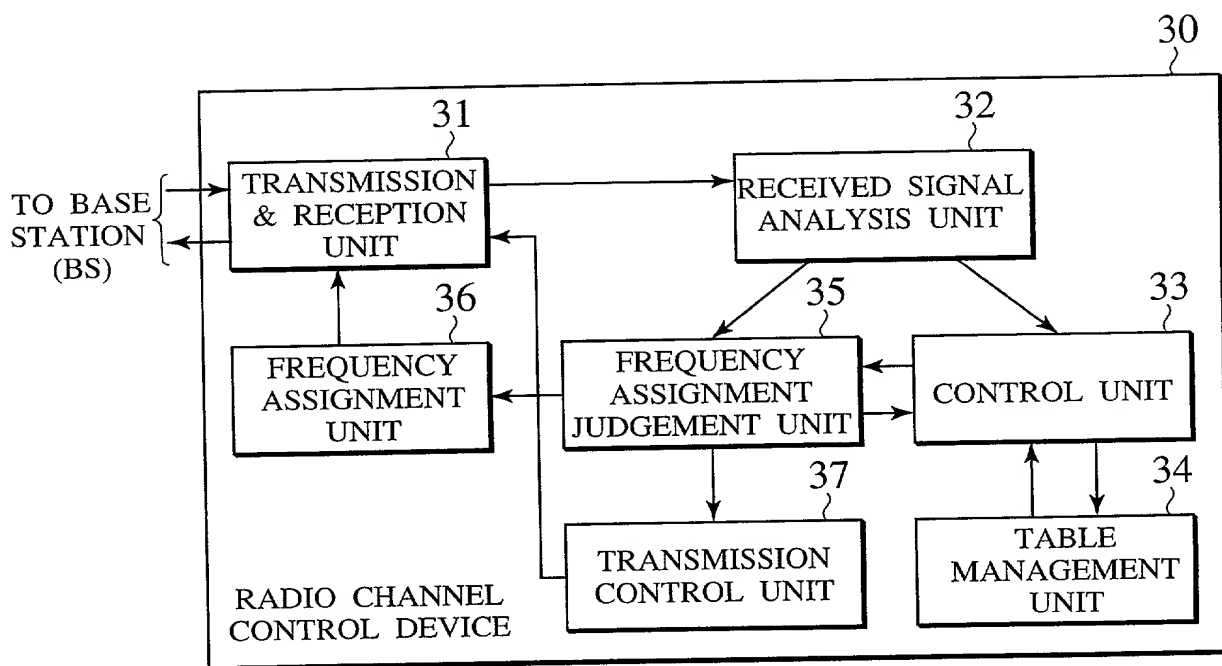 30
31
32
TO BASE
STATION
(BS)
TRANSMISSION
& RECEPTION
UNIT
RECEIVED SIGNAL
ANALYSIS UNIT
36
35
33
FREQUENCY
ASSIGNMENT
UNIT
FREQUENCY
ASSIGNMENT
JUDGEMENT UNIT
CONTROL UNIT
37
34
TRANSMISSION
CONTROL UNIT
TABLE
MANAGEMENT
UNIT
RADIO CHANNEL
CONTROL DEVICE